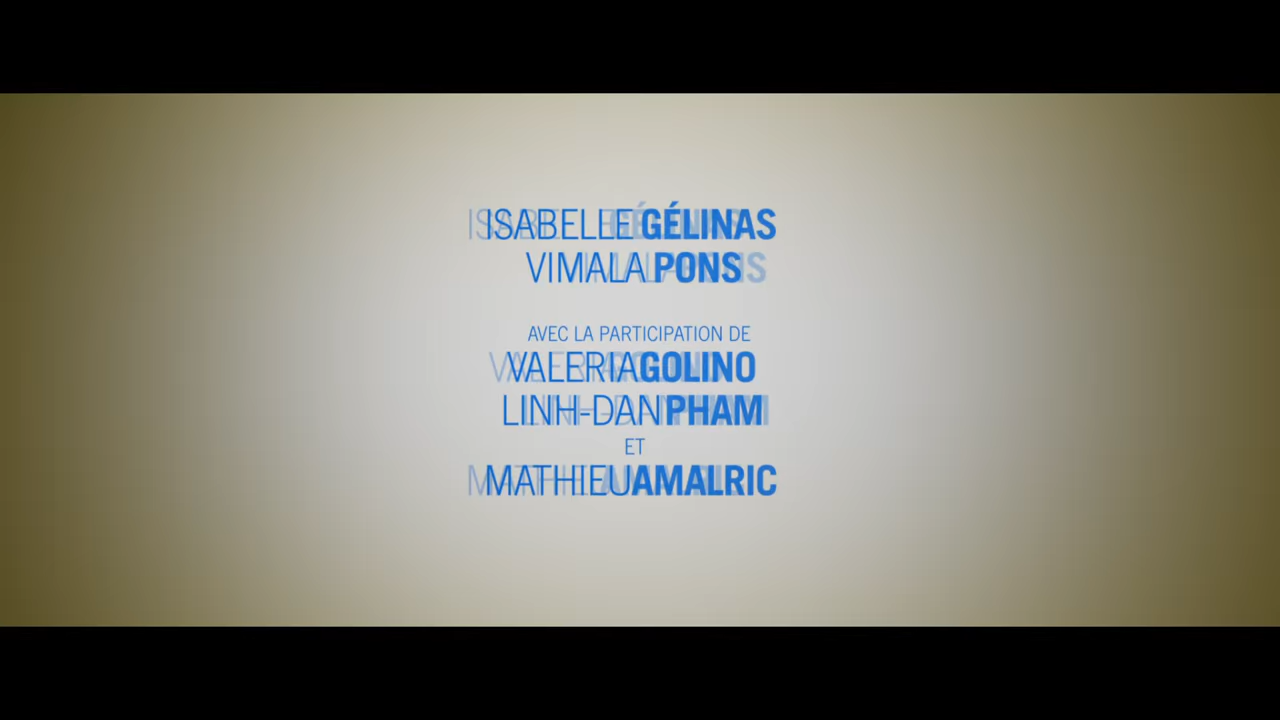 ISABELLE GÉLINAS
VIMALA PONS
AVEC LA PARTICIPATION DE
VALERIA GOLINO
LINH-DAN PHAM
ET
MATHIEU AMALRIC